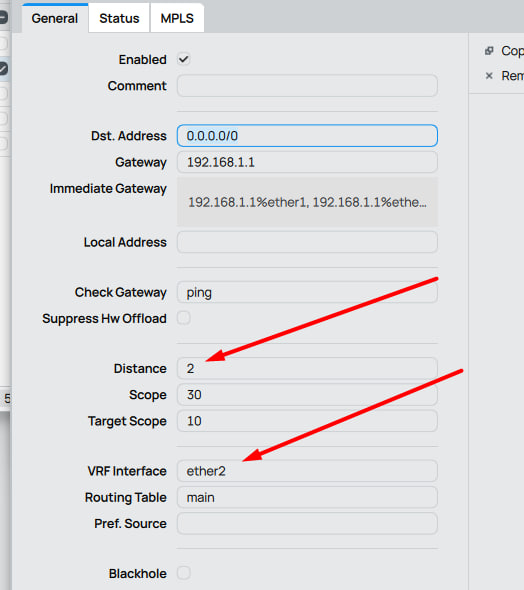 General Status MPLS
Enabled
Comment
Dst. Address 0.0.0.0/0
Gateway 192.168.1.1
Immediate Gateway 192.168.1.1%ether1, 192.168.1.1%ethe...
Local Address
Check Gateway ping
Suppress Hw Offload
Distance 2
Scope 30
Target Scope 10
VRF Interface ether2
Routing Table main
Pref. Source
Blackhole
Cop
Rem
5